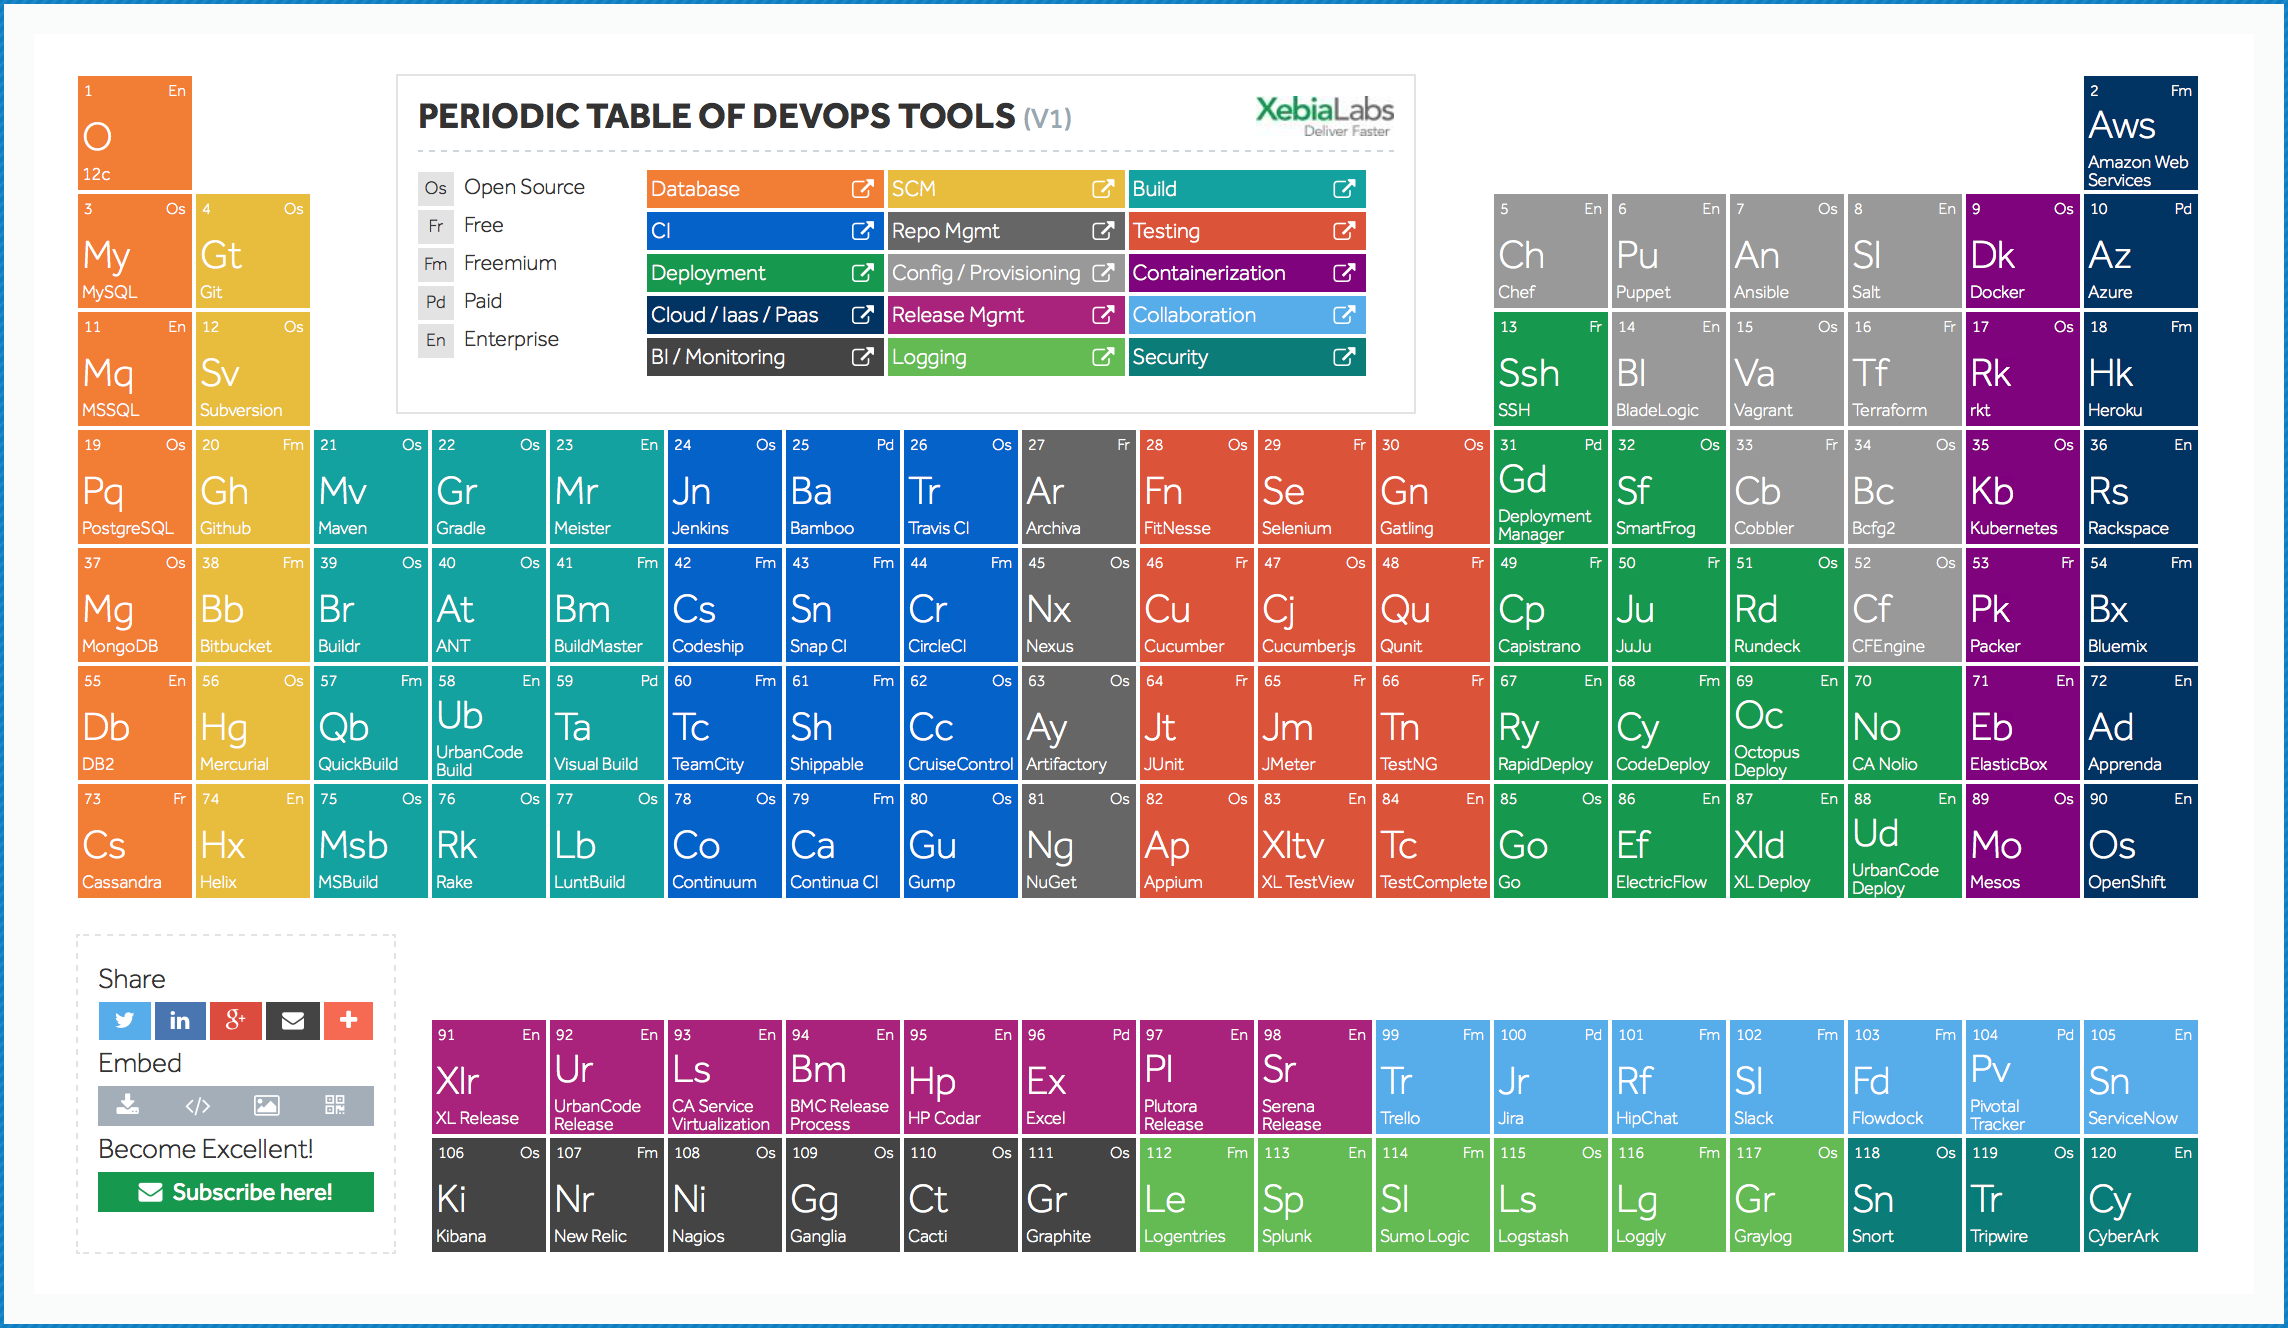 1 En
O
12c
PERIODIC TABLE OF DEVOPS TOOLS (V1)
XebiaLabs
Deliver Faster
Os Open Source
Fr Free
Fm Freemium
Pd Paid
En Enterprise
Database SCM Build
CI Repo Mgmt Testing
Deployment Config / Provisioning Containerization
Cloud / Iaas / Paas Release Mgmt Collaboration
BI / Monitoring Logging Security
2 Fm
Aws
Amazon Web
Services
3 Os 4 Os
My Gt
MySQL Git
5 En 6 En 7 Os 8 En 9 Os 10 Pd
Ch Pu An Sl Dk Az
Chef Puppet Ansible Salt Docker Azure
11 En 12 Os
Mq Sv
MSSQL Subversion
13 Fr 14 En 15 Os 16 Fr 17 Os 18 Fm
Ssh Bl Va Tf Rk Hk
SSH BladeLogic Vagrant Terraform rkt Heroku
19 Os 20 Fm 21 Os 22 Os 23 En 24 Os 25 Pd 26 Os 27 Fr 28 Os 29 Fr 30 Os 31 Pd 32 Os 33 Fr 34 Os 35 Os 36 En
Pq Gh Mv Gr Mr Jn Ba Tr Ar Fn Se Gn Gd Sf Cb Bc Kb Rs
PostgreSQL Github Maven Gradle Meister Jenkins Bamboo Travis CI Archiva FitNesse Selenium Gatling Deployment Manager SmartFrog Cobbler Bcfg2 Kubernetes Rackspace
37 Os 38 Fm 39 Os 40 Os 41 Fm 42 Fm 43 Fm 44 Fm 45 Os 46 Fr 47 Os 48 Fr 49 Fr 50 Fr 51 Os 52 Os 53 Fr 54 Fm
Mg Bb Br At Bm Cs Sn Cr Nx Cu Cj Qu Cp Ju Rd Cf Pk Bx
MongoDB Bitbucket Buildr ANT BuildMaster Codeship Snap CI CircleCI Nexus Cucumber Cucumber.js Qunit Capistrano JuJu Rundeck CFEngine Packer Bluemix
55 En 56 Os 57 Fm 58 En 59 Pd 60 Fm 61 Fm 62 Os 63 Os 64 Fr 65 Fr 66 Fr 67 En 68 Fm 69 En 70 71 En 72 En
Db Hg Qb Ub Ta Tc Sh Cc Ay Jt Jm Tn Ry Cy Oc No Eb Ad
DB2 Mercurial QuickBuild UrbanCode Build Visual Build TeamCity Shippable CruiseControl Artifactory JUnit JMeter TestNG RapidDeploy CodeDeploy Octopus Deploy CA Nolio ElasticBox Apprenda
73 Fr 74 En 75 Os 76 Os 77 Os 78 Os 79 Fm 80 Os 81 Os 82 Os 83 En 84 En 85 Os 86 En 87 En 88 En 89 Os 90 En
Cs Hx Msb Rk Lb Co Ca Gu Ng Ap Xltv Tc Go Ef Xld Ud Mo Os
Cassandra Helix MSBuild Rake LuntBuild Continuum Continua CI Gump NuGet Appium XL TestView TestComplete Go ElectricFlow XL Deploy UrbanCode Deploy Mesos OpenShift
Share
in g+
Embed
</>
Become Excellent!
Subscribe here!
91 En 92 En 93 En 94 En 95 En 96 Pd 97 En 98 En 99 Fm 100 Pd 101 Fm 102 Fm 103 Fm 104 Pd 105 En
Xlr Ur Ls Bm Hp Ex Pl Sr Tr Jr Rf Sl Fd Pv Sn
XL Release UrbanCode Release CA Service Virtualization BMC Release Process HP Codar Excel Plutora Release Serena Release Trello Jira HipChat Slack Flowdock Pivotal Tracker ServiceNow
106 Os 107 Fm 108 Os 109 Os 110 Os 111 Os 112 Fm 113 En 114 Fm 115 Os 116 Fm 117 Os 118 Os 119 Os 120 En
Ki Nr Ni Gg Ct Gr Le Sp Sl Ls Lg Gr Sn Tr Cy
Kibana New Relic Nagios Ganglia Cacti Graphite Logentries Splunk Sumo Logic Logstash Loggly Graylog Snort Tripwire CyberArk